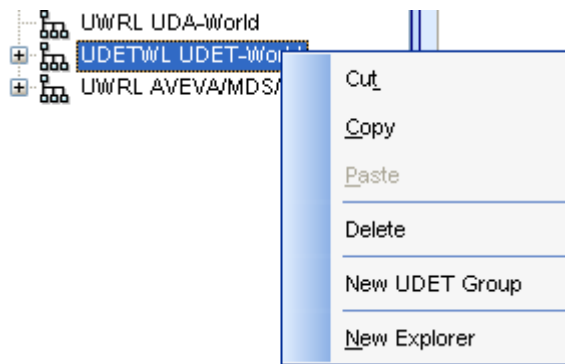 UWRL UDA-World
UDETWL UDET-World
UWRL AVEVA/MDS/
Cut
Copy
Paste
Delete
New UDET Group
New Explorer